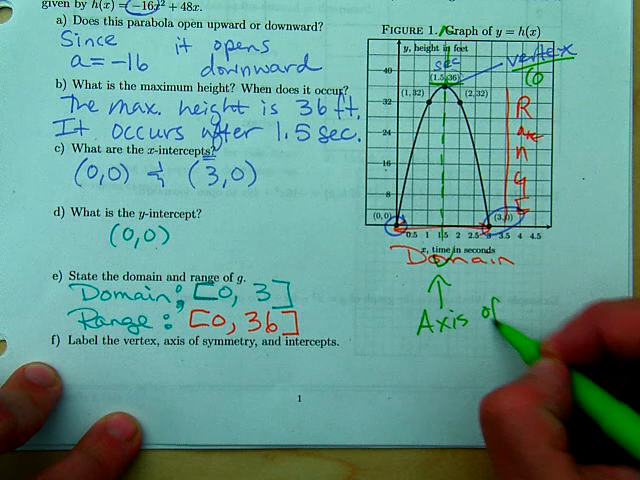 given by h(x) = −16x² + 48x.
a) Does this parabola open upward or downward?
Since it opens
a = −16 downward
b) What is the maximum height? When does it occur?
The max. height is 36 ft.
It occurs after 1.5 sec.
c) What are the x-intercepts?
(0,0) & (3,0)
d) What is the y-intercept?
(0,0)
e) State the domain and range of g.
Domain: [0, 3]
Range: [0, 36]
f) Label the vertex, axis of symmetry, and intercepts.
1
FIGURE 1. Graph of y = h(x)
y, height in feet
vertex
sec
(1.5, 36)
40
(1, 32)
(2, 32)
32
24
16
8
(0, 0)
(3, 0)
0.5 1 1.5 2 2.5 3 3.5 4 4.5
x, time in seconds
Range
Domain
Axis of